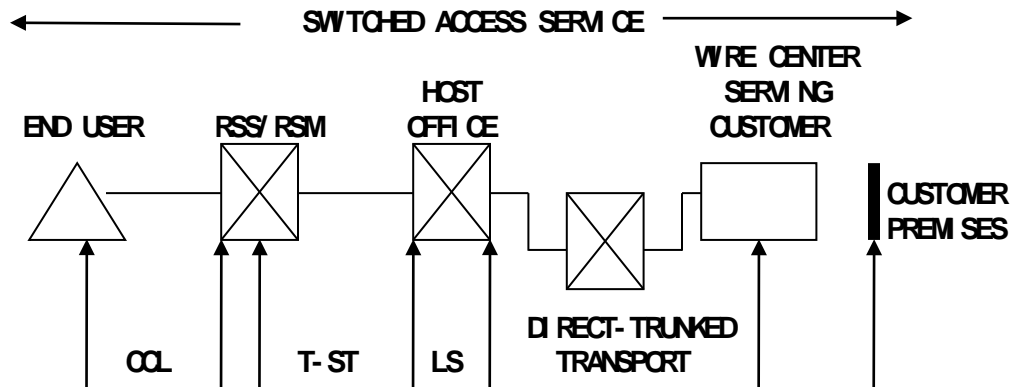 SWITCHED ACCESS SERVICE
WIRE CENTER
SERVING
CUSTOMER
HOST
OFFICE
END USER
RSS/RSM
CUSTOMER
PREMISES
DIRECT-TRUNKED
TRANSPORT
CCL
T-ST
LS